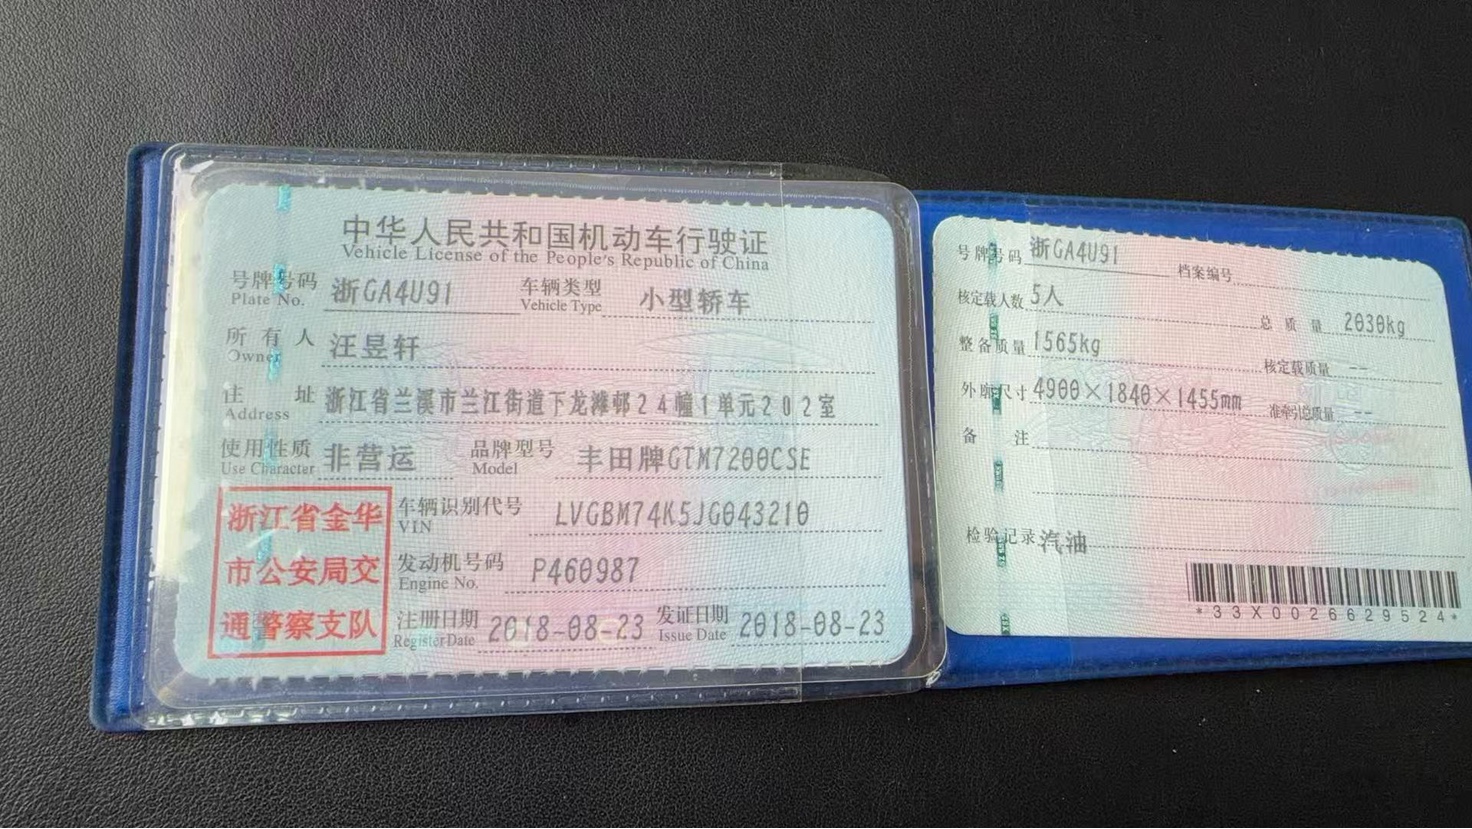 中华人民共和国机动车行驶证
Vehicle License of the People's Republic of China
号牌号码 浙GA4U91 车辆类型 小型轿车
Plate No. Vehicle Type
所有人 汪昱轩
Owner
住址 浙江省兰溪市兰江街道下龙滩邨24幢1单元202室
Address
使用性质 非营运 品牌型号 丰田牌GTM7200CSE
Use Character Model
浙江省金华
市公安局交
通警察支队
车辆识别代号 LVGBM74K5JG043210
VIN
发动机号码 P460987
Engine No.
注册日期 2018-08-23 发证日期 2018-08-23
Register Date Issue Date
号牌号码 浙GA4U91 档案编号
核定载人数 5人 总质量 2030kg
整备质量 1565kg 核定载质量 --
外廓尺寸 4900×1840×1455mm 准牵引总质量 --
备注
检验记录 汽油
*33X0026629524*